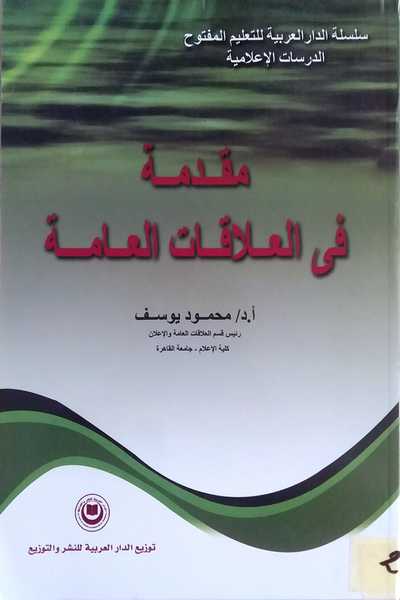 سلسلة الدار العربية للتعليم المفتوح
الدرسات الإعلامية
مقدمة
فى العلاقات العامة
أ.د/ محمود يوسف
رئيس قسم العلاقات العامة والإعلان
كلية الإعلام - جامعة القاهرة
توزيع الدار العربية للنشر والتوزيع